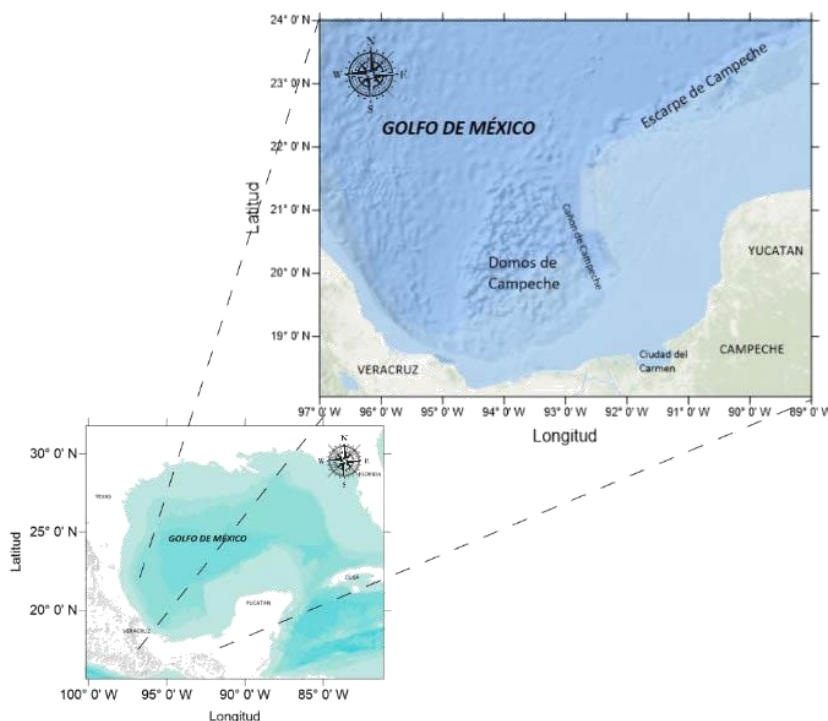 24° 0' N
N
W
E
S
23° 0' N
Escarpe de Campeche
GOLFO DE MÉXICO
22° 0' N
Latitud
21° 0' N
Cañon de Campeche
YUCATAN
20° 0' N
Domos de
Campeche
19° 0' N
Ciudad del
Carmen
CAMPECHE
VERACRUZ
97° 0' W 96° 0' W 95° 0' W 94° 0' W 93° 0' W 92° 0' W 91° 0' W 90° 0' W 89° 0' W
Longitud
30° 0' N
N
W
E
S
FLORIDA
TEXAS
GOLFO DE MÉXICO
25° 0' N
Latitud
CUBA
20° 0' N
YUCATAN
VERACRUZ
100° 0' W 95° 0' W 90° 0' W 85° 0' W
Longitud